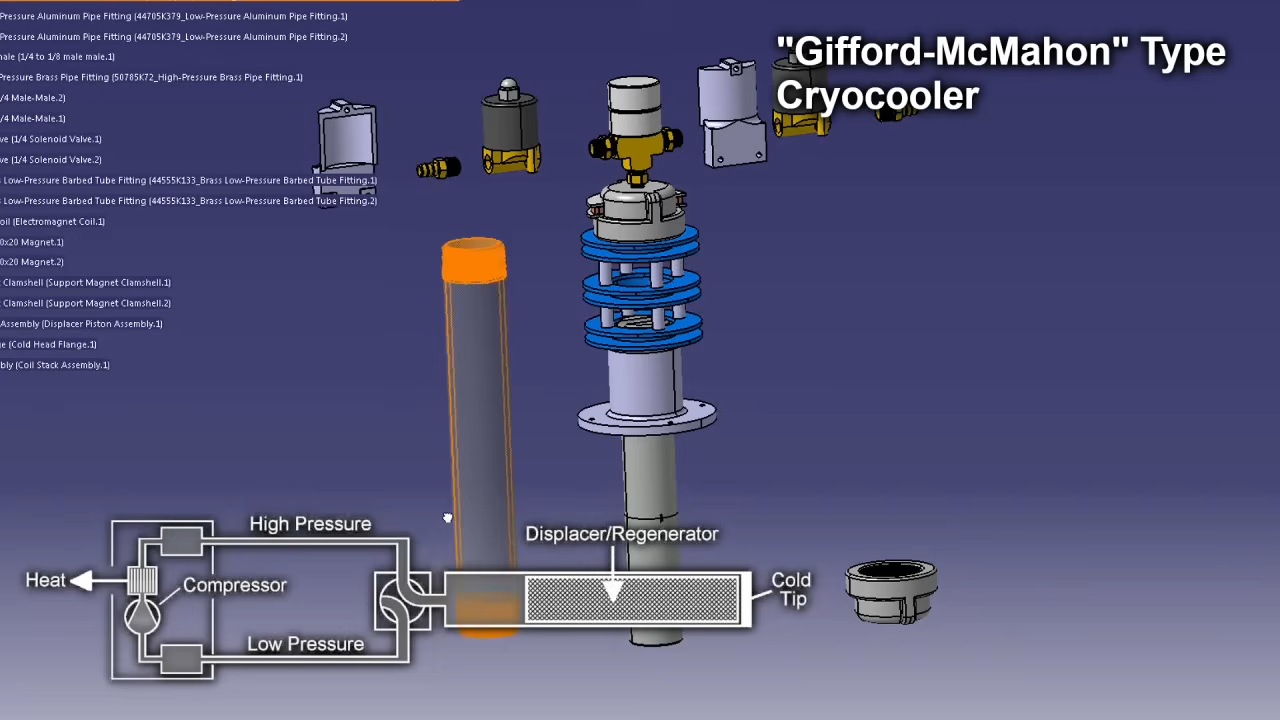 "Gifford-McMahon" Type
Cryocooler
Pressure Aluminum Pipe Fitting (44705K379_Low-Pressure Aluminum Pipe Fitting.1)
Pressure Aluminum Pipe Fitting (44705K379_Low-Pressure Aluminum Pipe Fitting.2)
nale (1/4 to 1/8 male male.1)
Pressure Brass Pipe Fitting (50785K72_High-Pressure Brass Pipe Fitting.1)
/4 Male-Male.2)
/4 Male-Male.1)
ve (1/4 Solenoid Valve.1)
ve (1/4 Solenoid Valve.2)
s Low-Pressure Barbed Tube Fitting (44555K133_Brass Low-Pressure Barbed Tube Fitting.1)
s Low-Pressure Barbed Tube Fitting (44555K133_Brass Low-Pressure Barbed Tube Fitting.2)
oil (Electromagnet Coil.1)
0x20 Magnet.1)
0x20 Magnet.2)
t Clamshell (Support Magnet Clamshell.1)
t Clamshell (Support Magnet Clamshell.2)
Assembly (Displacer Piston Assembly.1)
ge (Cold Head Flange.1)
bly (Coil Stack Assembly.1)
High Pressure
Displacer/Regenerator
Heat
Compressor
Cold
Tip
Low Pressure